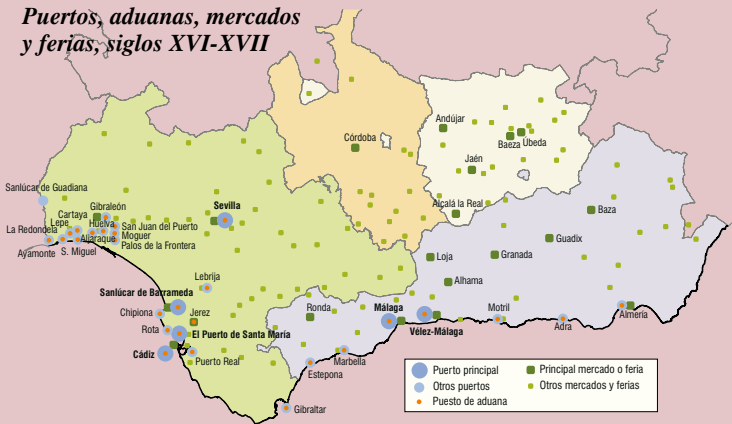 Puertos, aduanas, mercados
y ferias, siglos XVI-XVII
Córdoba
Andújar
Baeza
Úbeda
Jaén
Alcalá la Real
Sanlúcar de Guadiana
Gibraleón
Cartaya
Sevilla
Lepe
Huelva
San Juan del Puerto
La Redondela
Aljaraque
Moguer
Palos de la Frontera
Ayamonte
S. Miguel
Baza
Guadix
Loja
Granada
Alhama
Lebrija
Sanlúcar de Barrameda
Chipiona
Jerez
Ronda
Málaga
Motril
Almería
Rota
El Puerto de Santa María
Vélez-Málaga
Adra
Cádiz
Puerto Real
Marbella
Estepona
Gibraltar
Puerto principal
Principal mercado o feria
Otros puertos
Otros mercados y ferias
Puesto de aduana